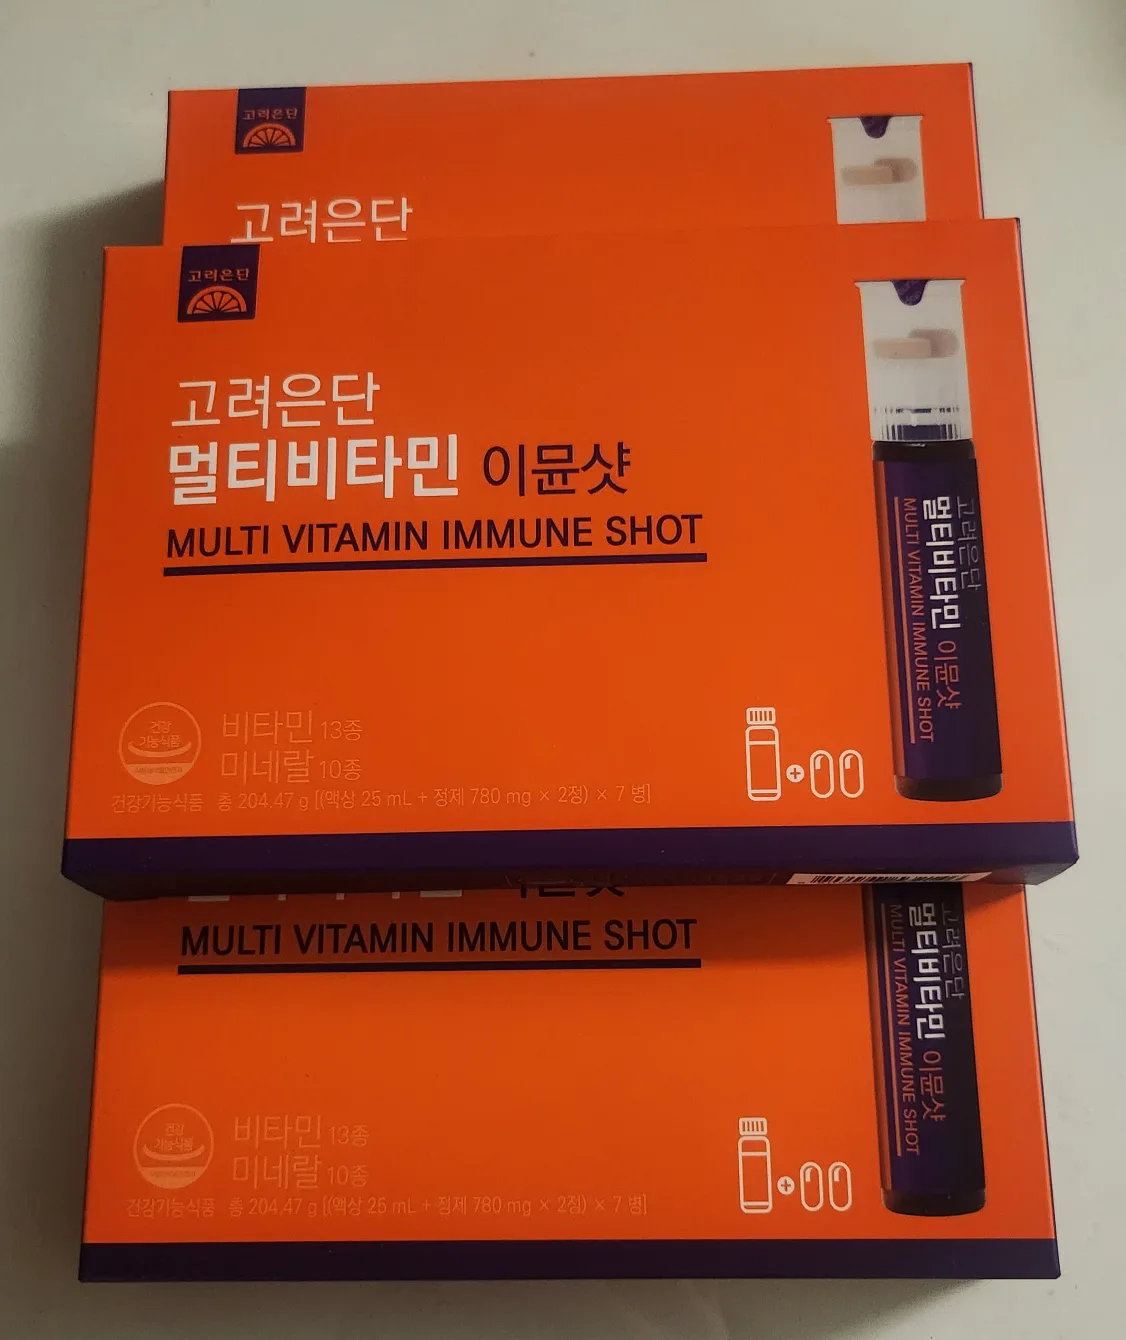 고려은단
고려은단
고려은단
고려은단
멀티비타민 이뮨샷
MULTI VITAMIN IMMUNE SHOT
고려은단
멀티비타민 이뮨샷
MULTI VITAMIN IMMUNE SHOT
건강
기능식품
비타민 13종
미네랄 10종
건강기능식품 총 204.47 g [(액상 25 mL + 정제 780 mg × 2정) × 7 병]
MULTI VITAMIN IMMUNE SHOT
고려은단
멀티비타민 이뮨샷
MULTI VITAMIN IMMUNE SHOT
건강
기능식품
비타민 13종
미네랄 10종
건강기능식품 총 204.47 g [(액상 25 mL + 정제 780 mg × 2정) × 7 병]